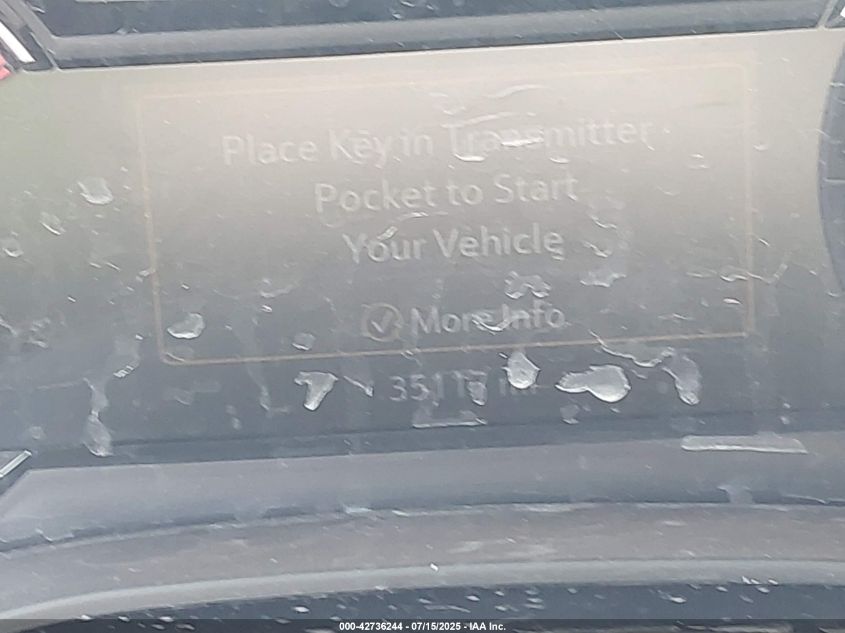 Place Key in Transmitter
Pocket to Start
Your Vehicle
More Info
000-42736244 - 07/15/2025 - IAA Inc.